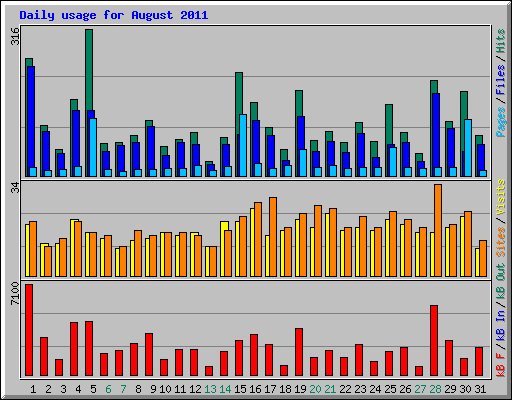 Daily usage for August 2011
316
Pages / Files / Hits
34
Sites / Visits
7100
kB F / kB In / kB Out
1 2 3 4 5 6 7 8 9 10 11 12 13 14 15 16 17 18 19 20 21 22 23 24 25 26 27 28 29 30 31